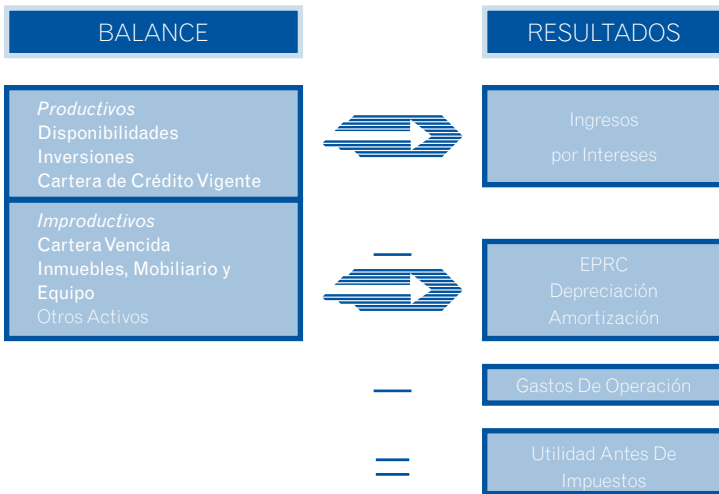 BALANCE
RESULTADOS
Productivos
Disponibilidades
Inversiones
Cartera de Crédito Vigente
Ingresos
por Intereses
Improductivos
Cartera Vencida
Inmuebles, Mobiliario y
Equipo
Otros Activos
EPRC
Depreciación
Amortización
Gastos De Operación
Utilidad Antes De
Impuestos